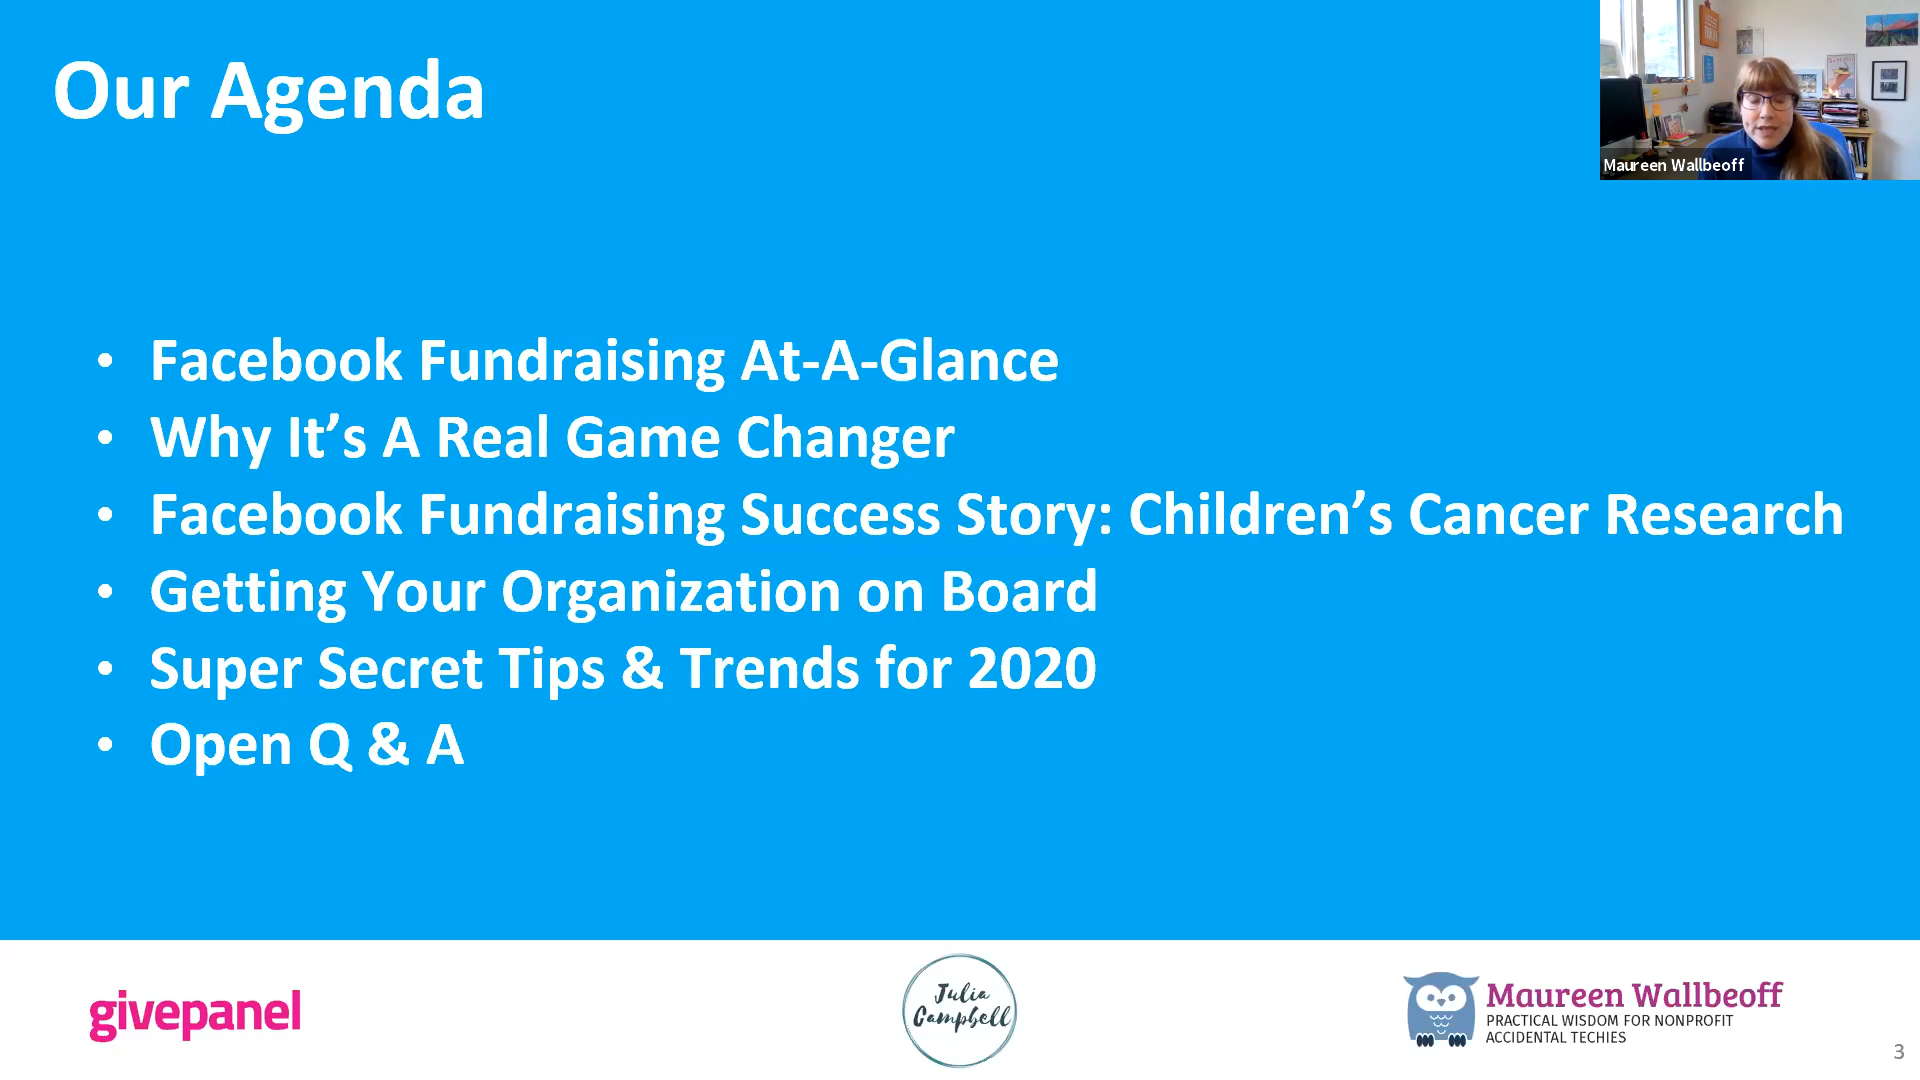 Our Agenda
Maureen Wallbeoff
• Facebook Fundraising At-A-Glance
• Why It’s A Real Game Changer
• Facebook Fundraising Success Story: Children’s Cancer Research
• Getting Your Organization on Board
• Super Secret Tips & Trends for 2020
• Open Q & A
givepanel
Julia
Campbell
Maureen Wallbeoff
PRACTICAL WISDOM FOR NONPROFIT
ACCIDENTAL TECHIES
3